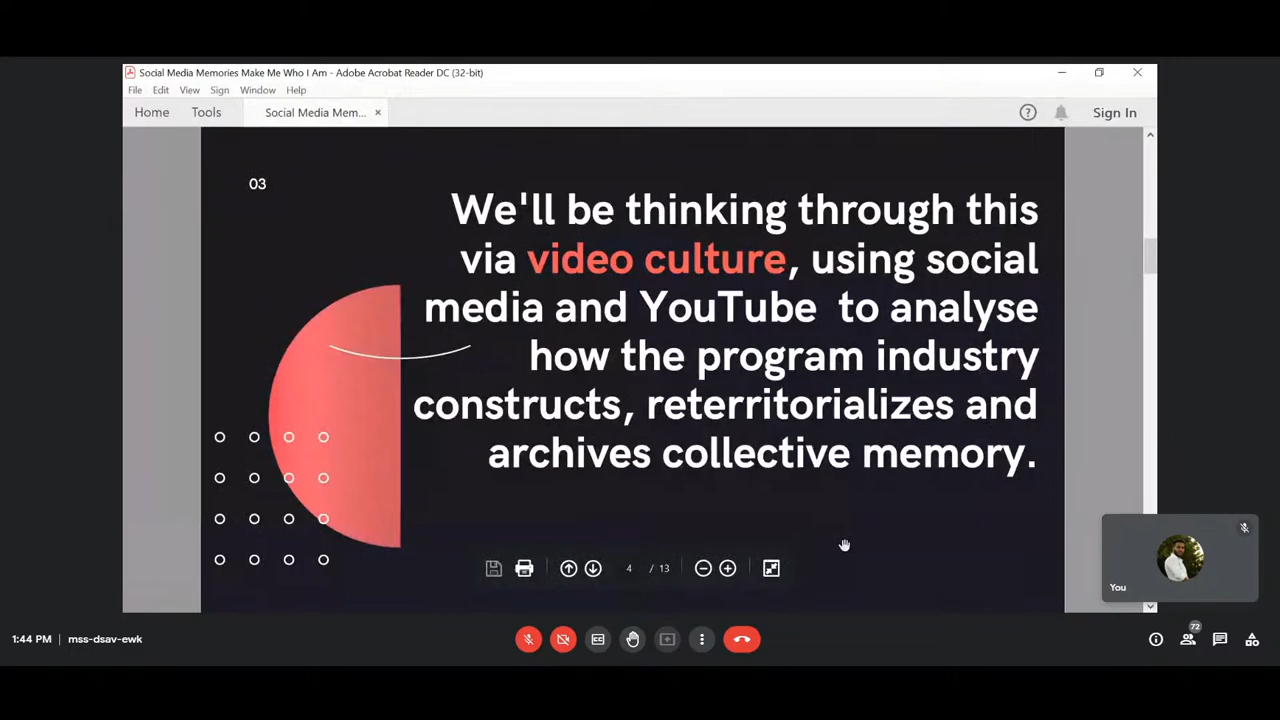 Social Media Memories Make Me Who I Am - Adobe Acrobat Reader DC (32-bit)
File Edit View Sign Window Help
Home Tools Social Media Mem... × Sign In
03
We'll be thinking through this
via video culture, using social
media and YouTube to analyse
how the program industry
constructs, reterritorializes and
archives collective memory.
4 / 13
You
1:44 PM | mss-dsav-ewk
72